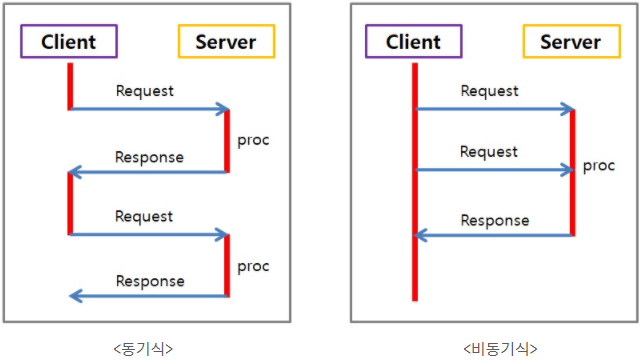 Client
Server
Request
proc
Response
Request
proc
Response
<동기식>
Client
Server
Request
Request
proc
Response
<비동기식>